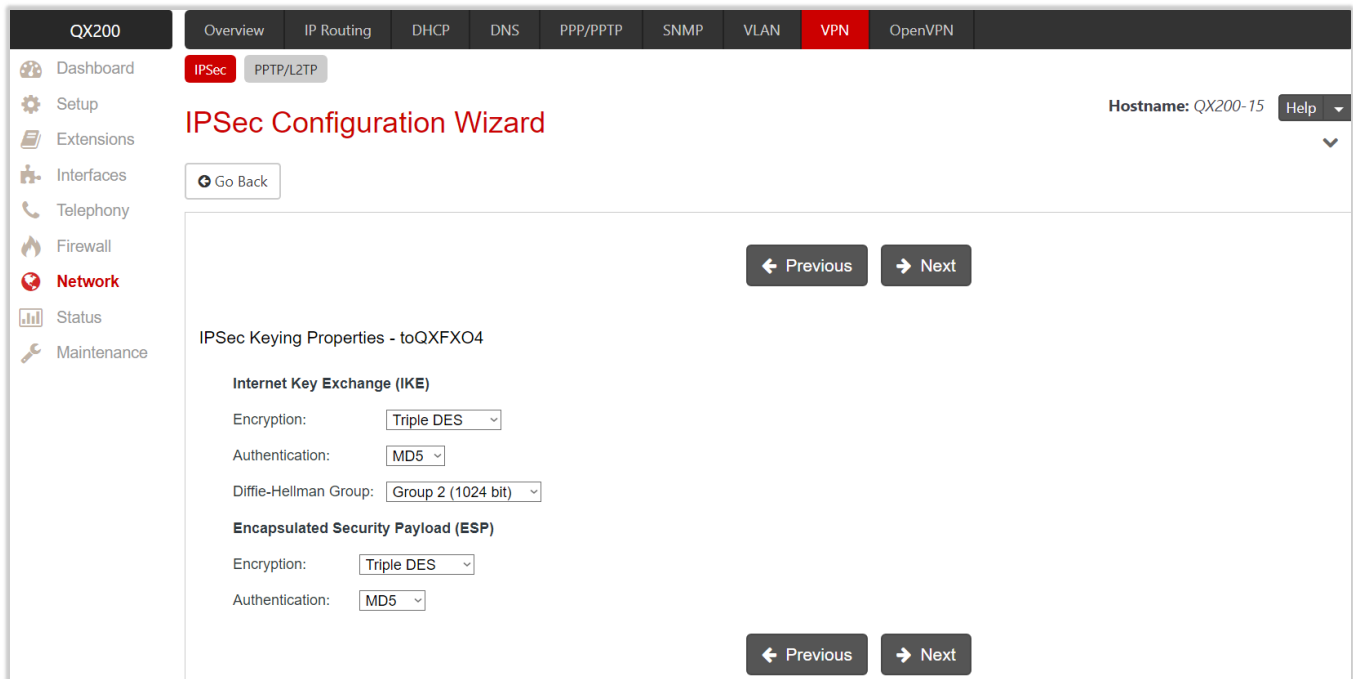 QX200
Overview IP Routing DHCP DNS PPP/PPTP SNMP VLAN VPN OpenVPN
Dashboard
Setup
Extensions
Interfaces
Telephony
Firewall
Network
Status
Maintenance
IPSec PPTP/L2TP
Hostname: QX200-15 Help
IPSec Configuration Wizard
Go Back
Previous Next
IPSec Keying Properties - toQXFXO4
Internet Key Exchange (IKE)
Encryption: Triple DES
Authentication: MD5
Diffie-Hellman Group: Group 2 (1024 bit)
Encapsulated Security Payload (ESP)
Encryption: Triple DES
Authentication: MD5
Previous Next